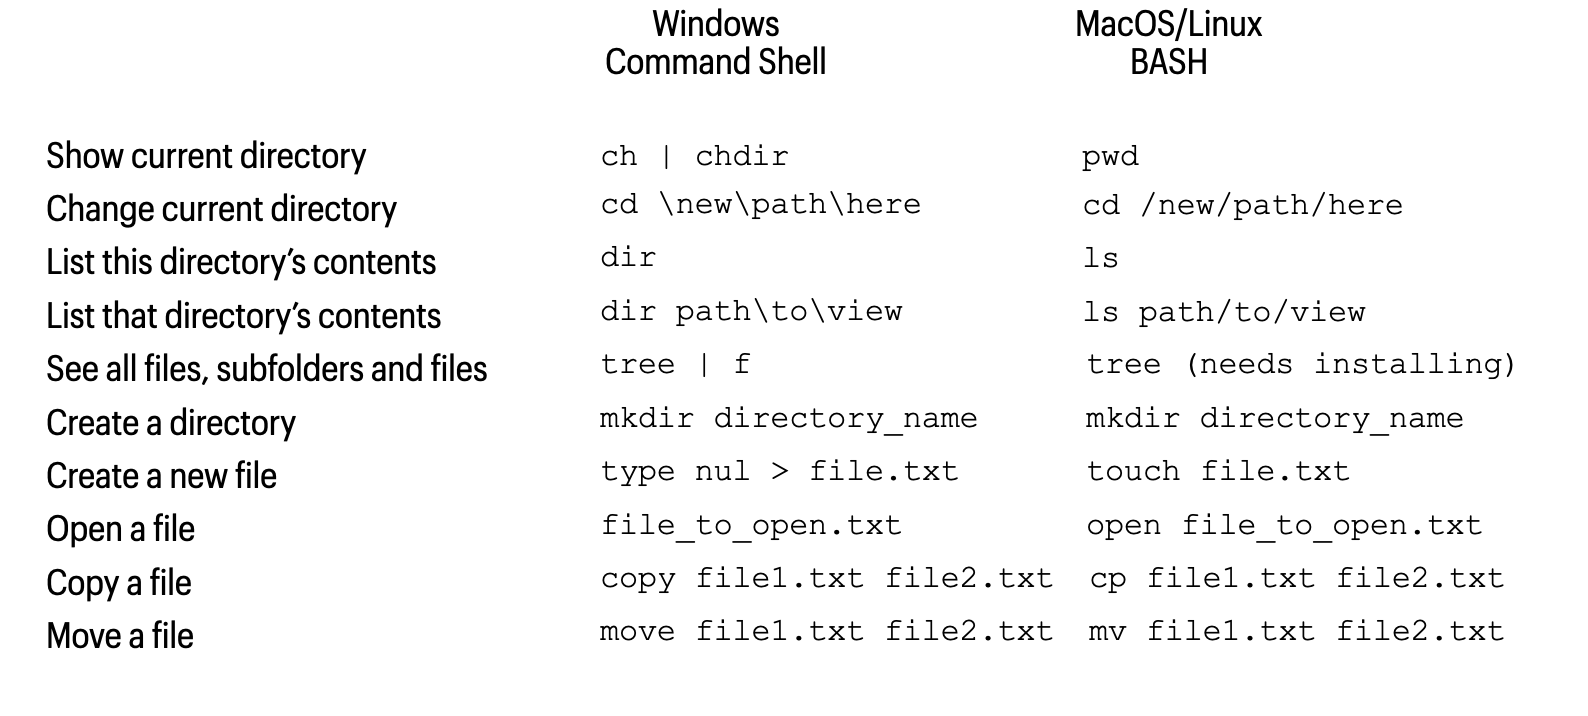 Windows
Command Shell
MacOS/Linux
BASH
Show current directory ch | chdir pwd
Change current directory cd \new\path\here cd /new/path/here
List this directory’s contents dir ls
List that directory’s contents dir path\to\view ls path/to/view
See all files, subfolders and files tree | f tree (needs installing)
Create a directory mkdir directory_name mkdir directory_name
Create a new file type nul > file.txt touch file.txt
Open a file file_to_open.txt open file_to_open.txt
Copy a file copy file1.txt file2.txt cp file1.txt file2.txt
Move a file move file1.txt file2.txt mv file1.txt file2.txt